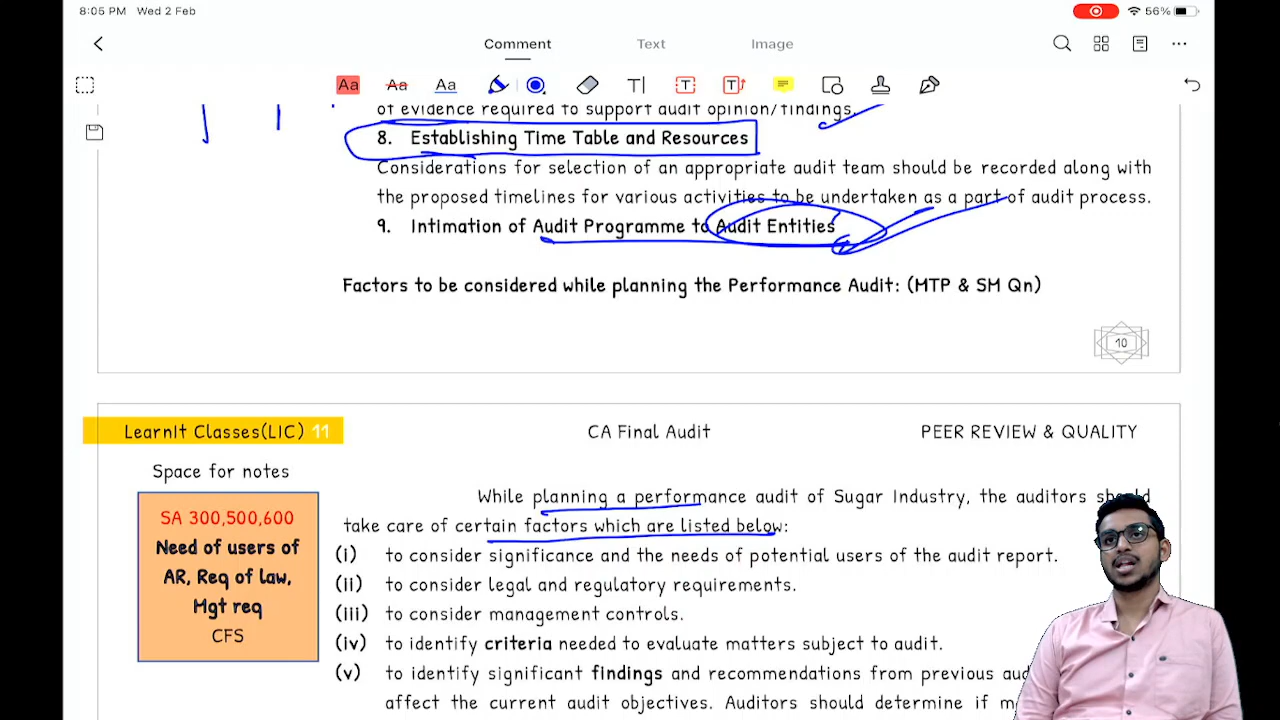 8:05 PM Wed 2 Feb
56%
Comment Text Image
Aa Aa Aa T T T
of evidence required to support audit opinion/findings.
8. Establishing Time Table and Resources
Considerations for selection of an appropriate audit team should be recorded along with
the proposed timelines for various activities to be undertaken as a part of audit process.
9. Intimation of Audit Programme to Audit Entities
Factors to be considered while planning the Performance Audit: (MTP & SM Qn)
10
LearnIt Classes(LIC) 11 CA Final Audit PEER REVIEW & QUALITY
Space for notes
SA 300,500,600
Need of users of
AR, Req of law,
Mgt req
CFS
While planning a performance audit of Sugar Industry, the auditors should
take care of certain factors which are listed below:
(i) to consider significance and the needs of potential users of the audit report.
(ii) to consider legal and regulatory requirements.
(iii) to consider management controls.
(iv) to identify criteria needed to evaluate matters subject to audit.
(v) to identify significant findings and recommendations from previous
affect the current audit objectives. Auditors should determine if